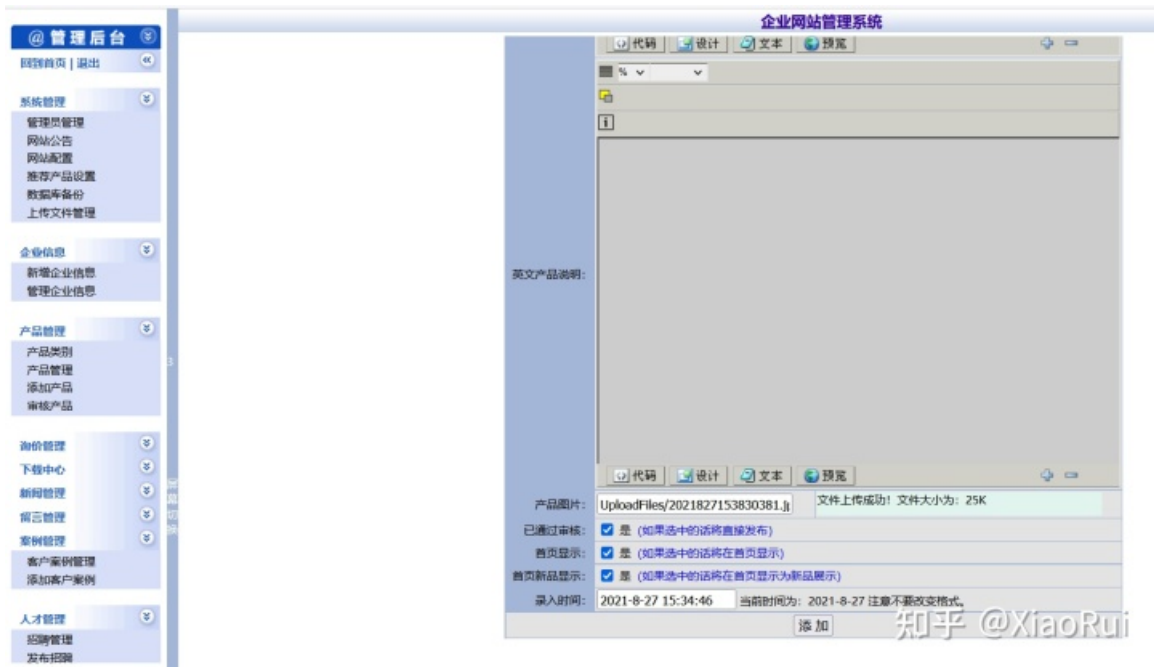 企业网站管理系统
@ 管 理 后 台
回到首页 | 退出
系统管理
管理员管理
网站公告
网站配置
推荐产品设置
数据库备份
上传文件管理
企业信息
新增企业信息
管理企业信息
产品管理
产品类别
产品管理
添加产品
审核产品
询价管理
下载中心
新闻管理
留言管理
案例管理
客户案例管理
添加客户案例
人才管理
招聘管理
发布招聘
3
代码 设计 文本 预览
%
英文产品说明:
代码 设计 文本 预览
产品图片: UploadFiles/2021827153830381.j 文件上传成功! 文件大小为: 25K
已通过审核: 是 (如果选中的话将直接发布)
首页显示: 是 (如果选中的话将在首页显示)
首页新品显示: 是 (如果选中的话将在首页显示为新品展示)
录入时间: 2021-8-27 15:34:46 当前时间为: 2021-8-27 注意不要改变格式。
添 加
知乎 @XiaoRui